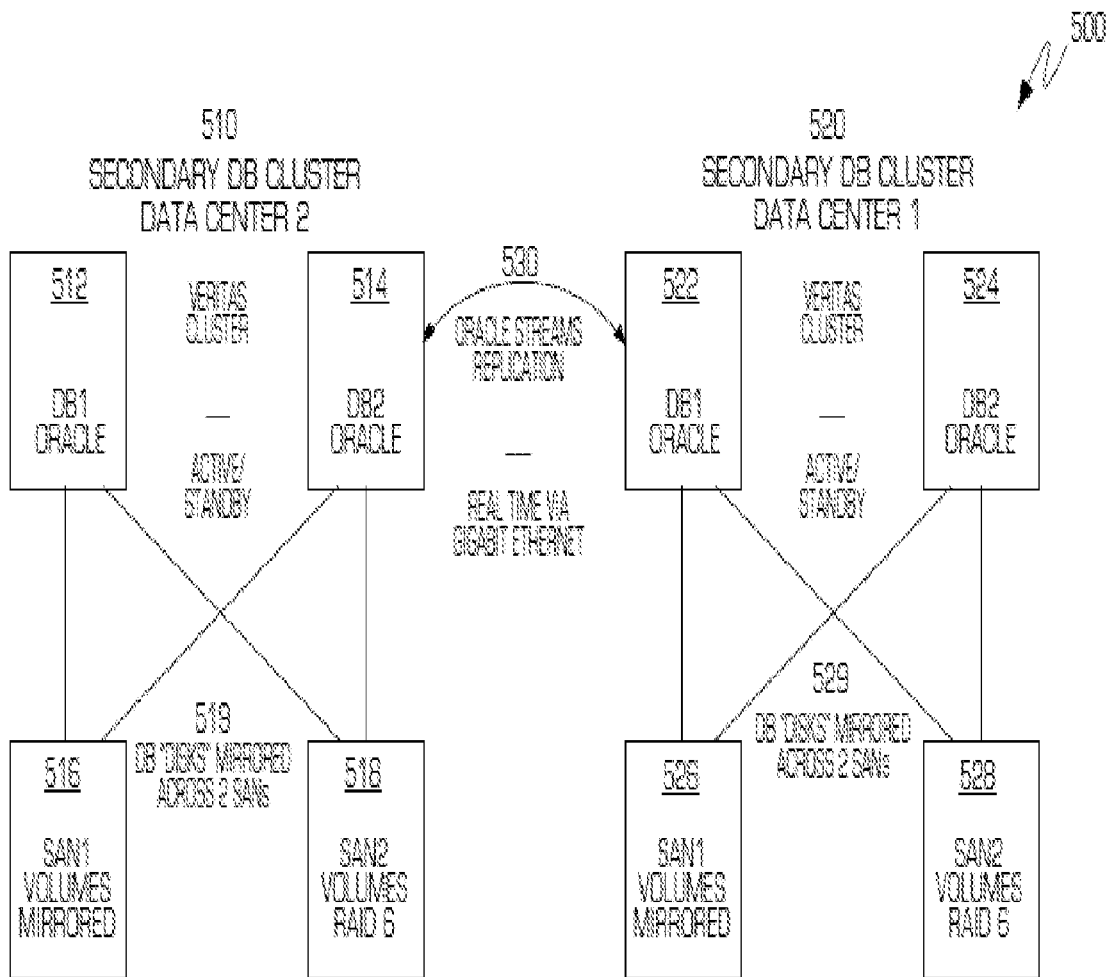 500
510
SECONDARY DB CLUSTER
DATA CENTER 2
520
SECONDARY DB CLUSTER
DATA CENTER 1
512
DB1
ORACLE
VERITAS
CLUSTER
—
ACTIVE/
STANDBY
514
DB2
ORACLE
530
ORACLE STREAMS
REPLICATION
—
REAL TIME VIA
GIGABIT ETHERNET
522
DB1
ORACLE
VERITAS
CLUSTER
—
ACTIVE/
STANDBY
524
DB2
ORACLE
516
SAN1
VOLUMES
MIRRORED
519
DB "DISKS" MIRRORED
ACROSS 2 SANs
518
SAN2
VOLUMES
RAID 6
526
SAN1
VOLUMES
MIRRORED
529
DB "DISKS" MIRRORED
ACROSS 2 SANs
528
SAN2
VOLUMES
RAID 6